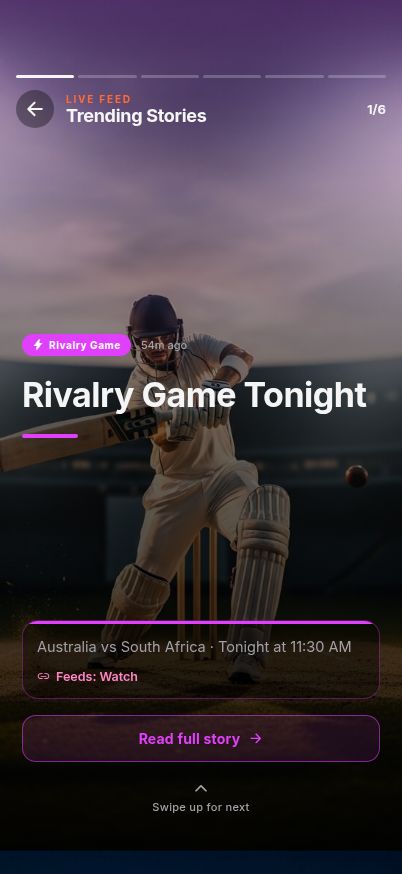 LIVE FEED
Trending Stories
1/6
Rivalry Game
54m ago
Rivalry Game Tonight
Australia vs South Africa · Tonight at 11:30 AM
Feeds: Watch
Read full story →
Swipe up for next